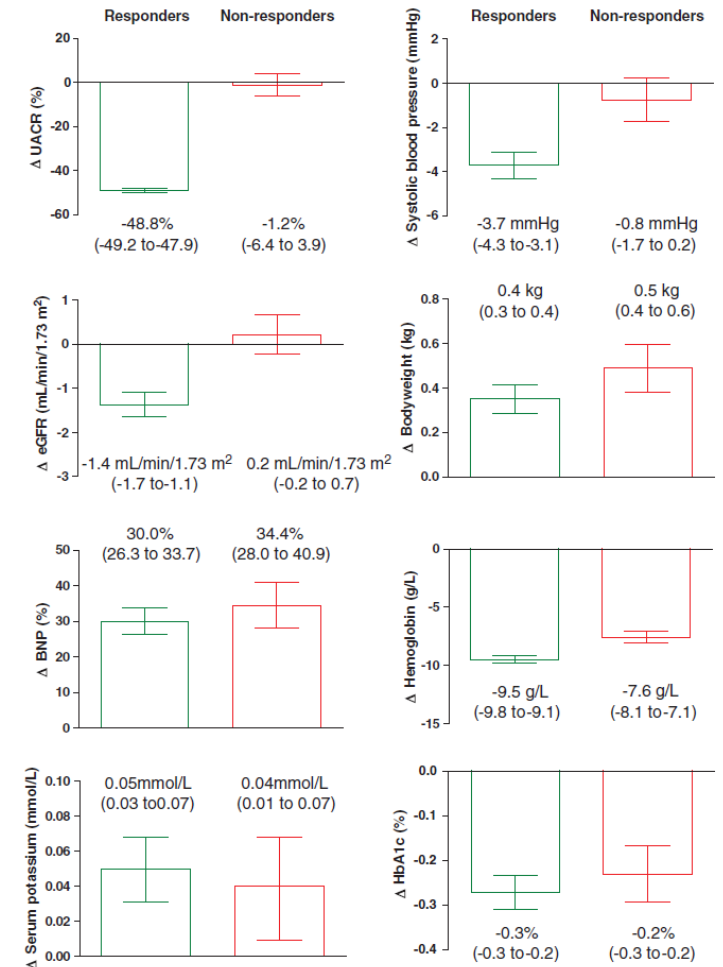 Responders Non-responders
20
0
-20
-40
-60
Δ UACR (%)
-48.8% -1.2%
(-49.2 to-47.9) (-6.4 to 3.9)
Responders Non-responders
2
0
-2
-4
-6
Δ Systolic blood pressure (mmHg)
-3.7 mmHg -0.8 mmHg
(-4.3 to-3.1) (-1.7 to 0.2)
1
0
-1
-2
-3
Δ eGFR (mL/min/1.73 m²)
-1.4 mL/min/1.73 m² 0.2 mL/min/1.73 m²
(-1.7 to-1.1) (-0.2 to 0.7)
0.4 kg 0.5 kg
(0.3 to 0.4) (0.4 to 0.6)
0.8
0.6
0.4
0.2
0.0
Δ Bodyweight (kg)
30.0% 34.4%
(26.3 to 33.7) (28.0 to 40.9)
50
40
30
20
10
0
Δ BNP (%)
0
-5
-10
-15
Δ Hemoglobin (g/L)
-9.5 g/L -7.6 g/L
(-9.8 to-9.1) (-8.1 to-7.1)
0.05mmol/L 0.04mmol/L
(0.03 to0.07) (0.01 to 0.07)
0.10
0.08
0.06
0.04
0.02
0.00
Δ Serum potassium (mmol/L)
0.0
-0.1
-0.2
-0.3
-0.4
Δ HbA1c (%)
-0.3% -0.2%
(-0.3 to-0.2) (-0.3 to-0.2)